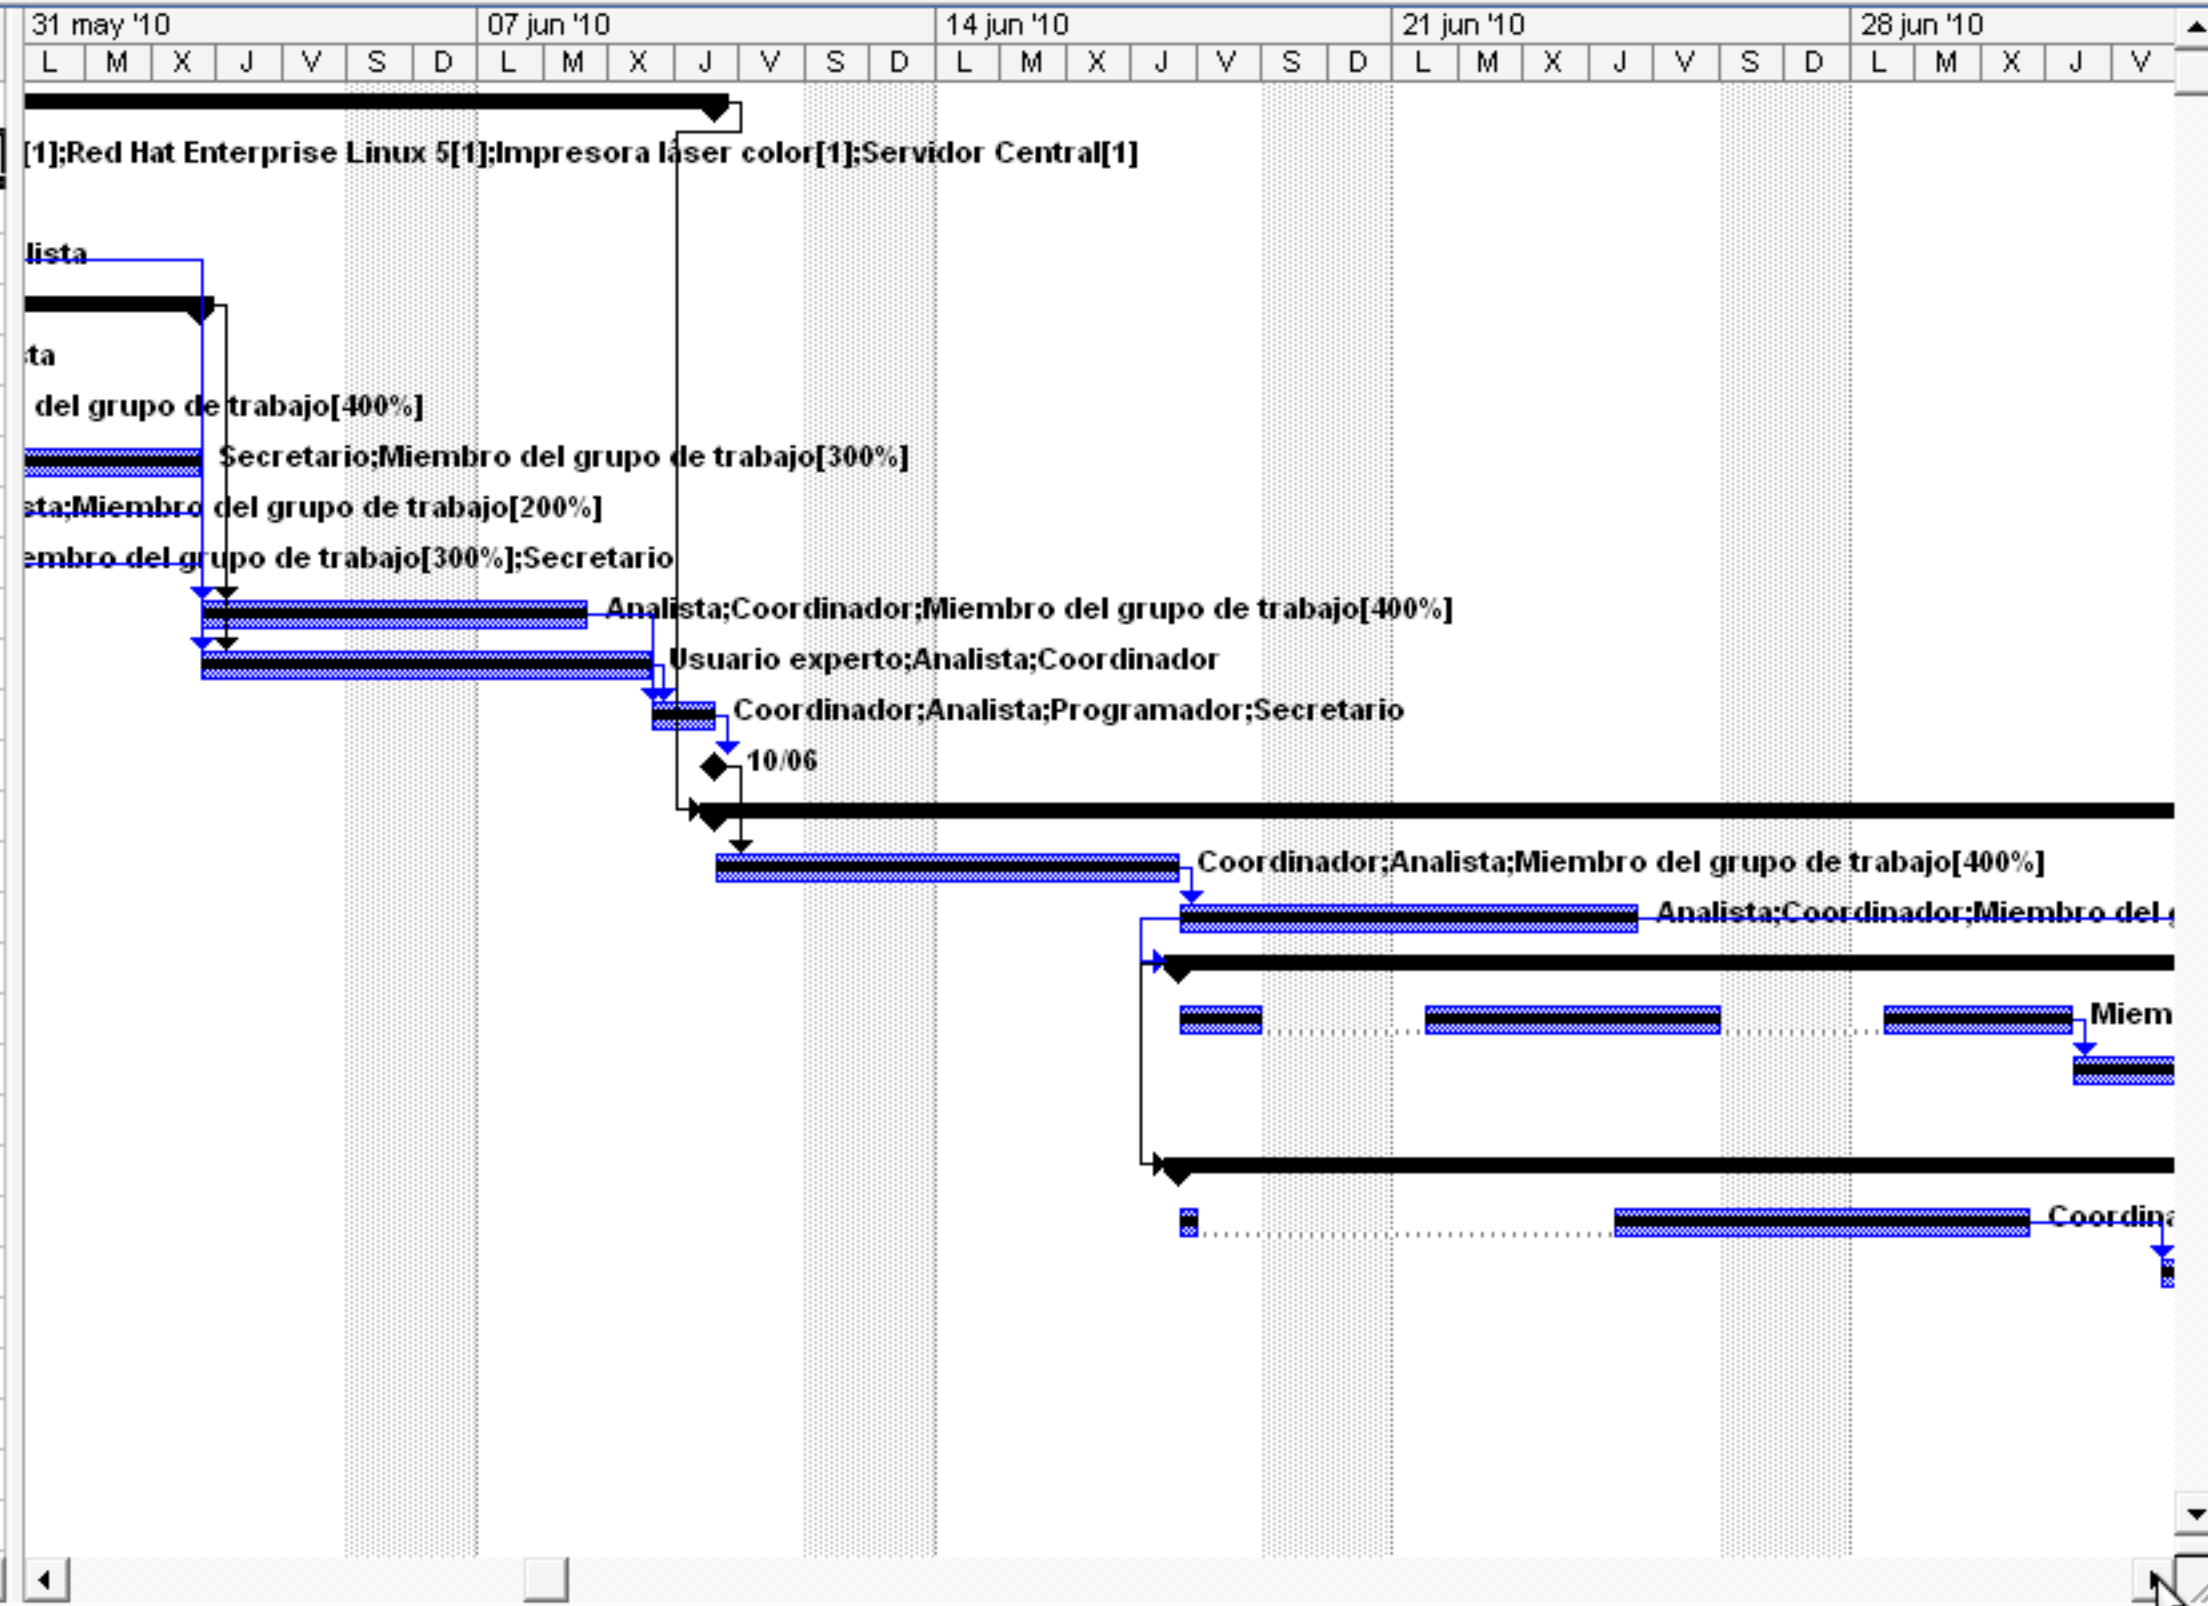 31 may '10 07 jun '10 14 jun '10 21 jun '10 28 jun '10
L M X J V S D L M X J V S D L M X J V S D L M X J V S D L M X J V
[1];Red Hat Enterprise Linux 5[1];Impresora láser color[1];Servidor Central[1]
lista
sta
del grupo de trabajo[400%]
Secretario;Miembro del grupo de trabajo[300%]
sta;Miembro del grupo de trabajo[200%]
embro del grupo de trabajo[300%];Secretario
Analista;Coordinador;Miembro del grupo de trabajo[400%]
Usuario experto;Analista;Coordinador
Coordinador;Analista;Programador;Secretario
10/06
Coordinador;Analista;Miembro del grupo de trabajo[400%]
Analista;Coordinador;Miembro del g
Miem
Coordina